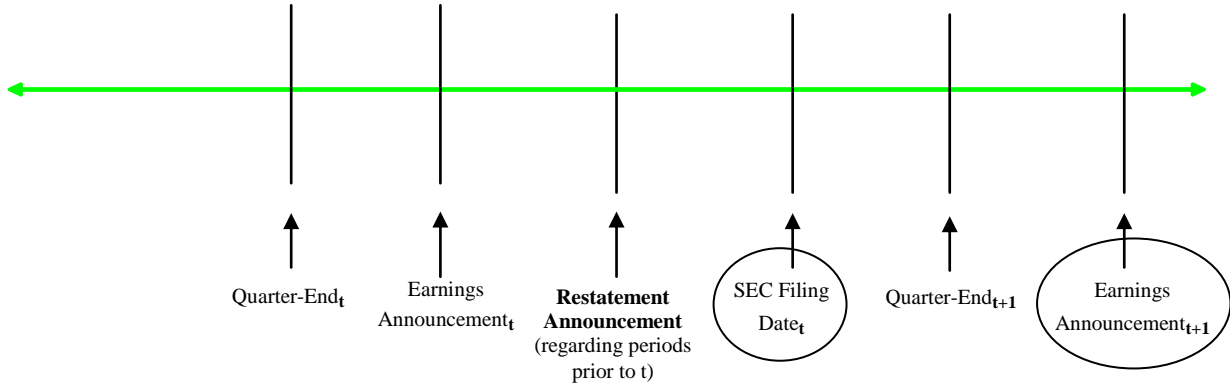 Quarter-Endt
Earnings
Announcementt
Restatement
Announcement
(regarding periods
prior to t)
SEC Filing
Datet
Quarter-Endt+1
Earnings
Announcementt+1